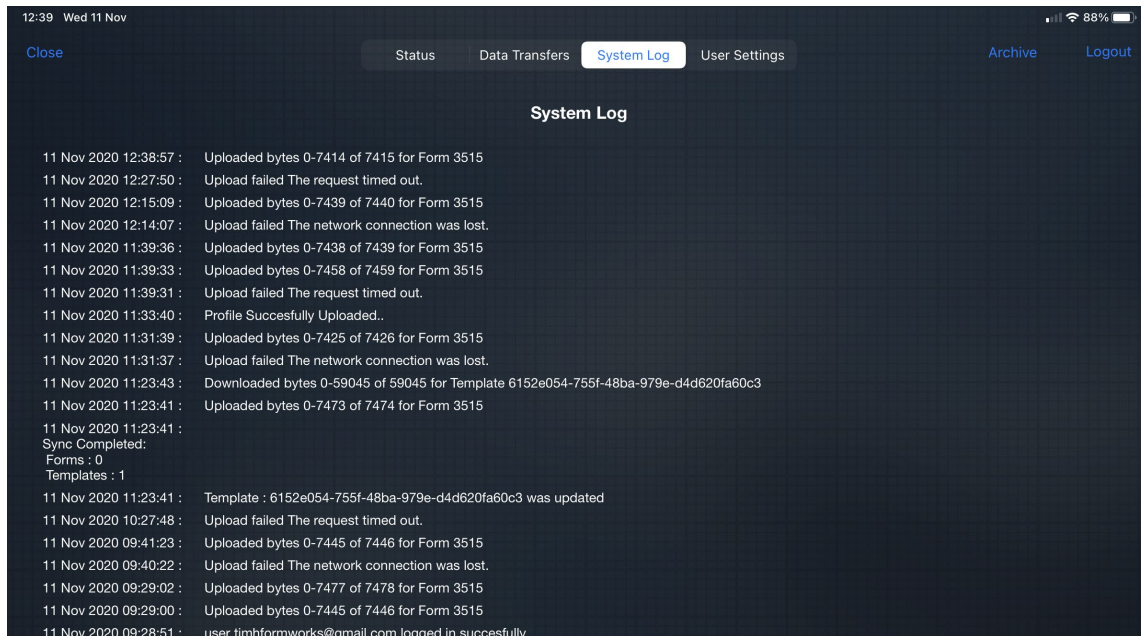 12:39 Wed 11 Nov 88%
Close Status Data Transfers System Log User Settings Archive Logout
System Log
11 Nov 2020 12:38:57 : Uploaded bytes 0-7414 of 7415 for Form 3515
11 Nov 2020 12:27:50 : Upload failed The request timed out.
11 Nov 2020 12:15:09 : Uploaded bytes 0-7439 of 7440 for Form 3515
11 Nov 2020 12:14:07 : Upload failed The network connection was lost.
11 Nov 2020 11:39:36 : Uploaded bytes 0-7438 of 7439 for Form 3515
11 Nov 2020 11:39:33 : Uploaded bytes 0-7458 of 7459 for Form 3515
11 Nov 2020 11:39:31 : Upload failed The request timed out.
11 Nov 2020 11:33:40 : Profile Succesfully Uploaded..
11 Nov 2020 11:31:39 : Uploaded bytes 0-7425 of 7426 for Form 3515
11 Nov 2020 11:31:37 : Upload failed The network connection was lost.
11 Nov 2020 11:23:43 : Downloaded bytes 0-59045 of 59045 for Template 6152e054-755f-48ba-979e-d4d620fa60c3
11 Nov 2020 11:23:41 : Uploaded bytes 0-7473 of 7474 for Form 3515
11 Nov 2020 11:23:41 :
Sync Completed:
Forms : 0
Templates : 1
11 Nov 2020 11:23:41 : Template : 6152e054-755f-48ba-979e-d4d620fa60c3 was updated
11 Nov 2020 10:27:48 : Upload failed The request timed out.
11 Nov 2020 09:41:23 : Uploaded bytes 0-7445 of 7446 for Form 3515
11 Nov 2020 09:40:22 : Upload failed The network connection was lost.
11 Nov 2020 09:29:02 : Uploaded bytes 0-7477 of 7478 for Form 3515
11 Nov 2020 09:29:00 : Uploaded bytes 0-7445 of 7446 for Form 3515
11 Nov 2020 09:28:51 : user timhformworks@gmail.com logged in succesfully